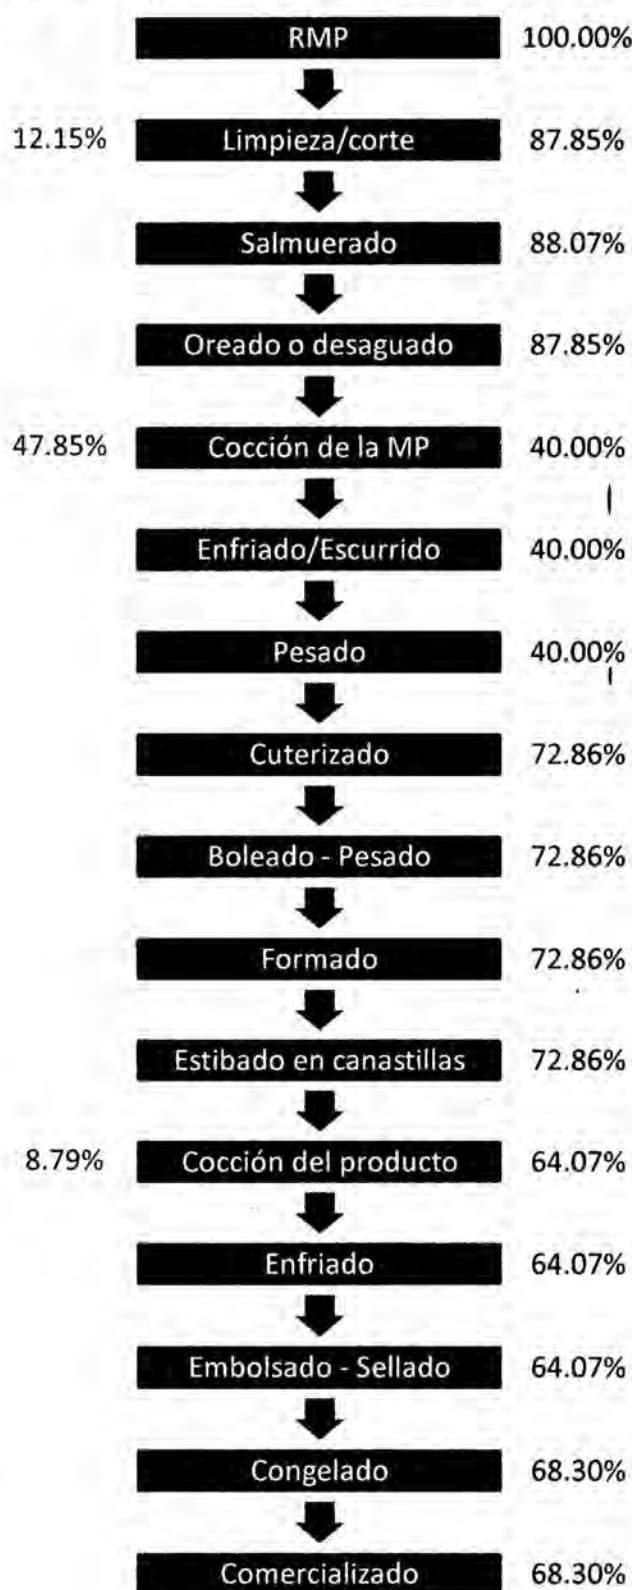 RMP 100.00%
12.15% Limpieza/corte 87.85%
Salmuerado 88.07%
Oreado o desaguado 87.85%
47.85% Cocción de la MP 40.00%
Enfriado/Escurrido 40.00%
Pesado 40.00%
Cuterizado 72.86%
Boleado - Pesado 72.86%
Formado 72.86%
Estibado en canastillas 72.86%
8.79% Cocción del producto 64.07%
Enfriado 64.07%
Embolsado - Sellado 64.07%
Congelado 68.30%
Comercializado 68.30%